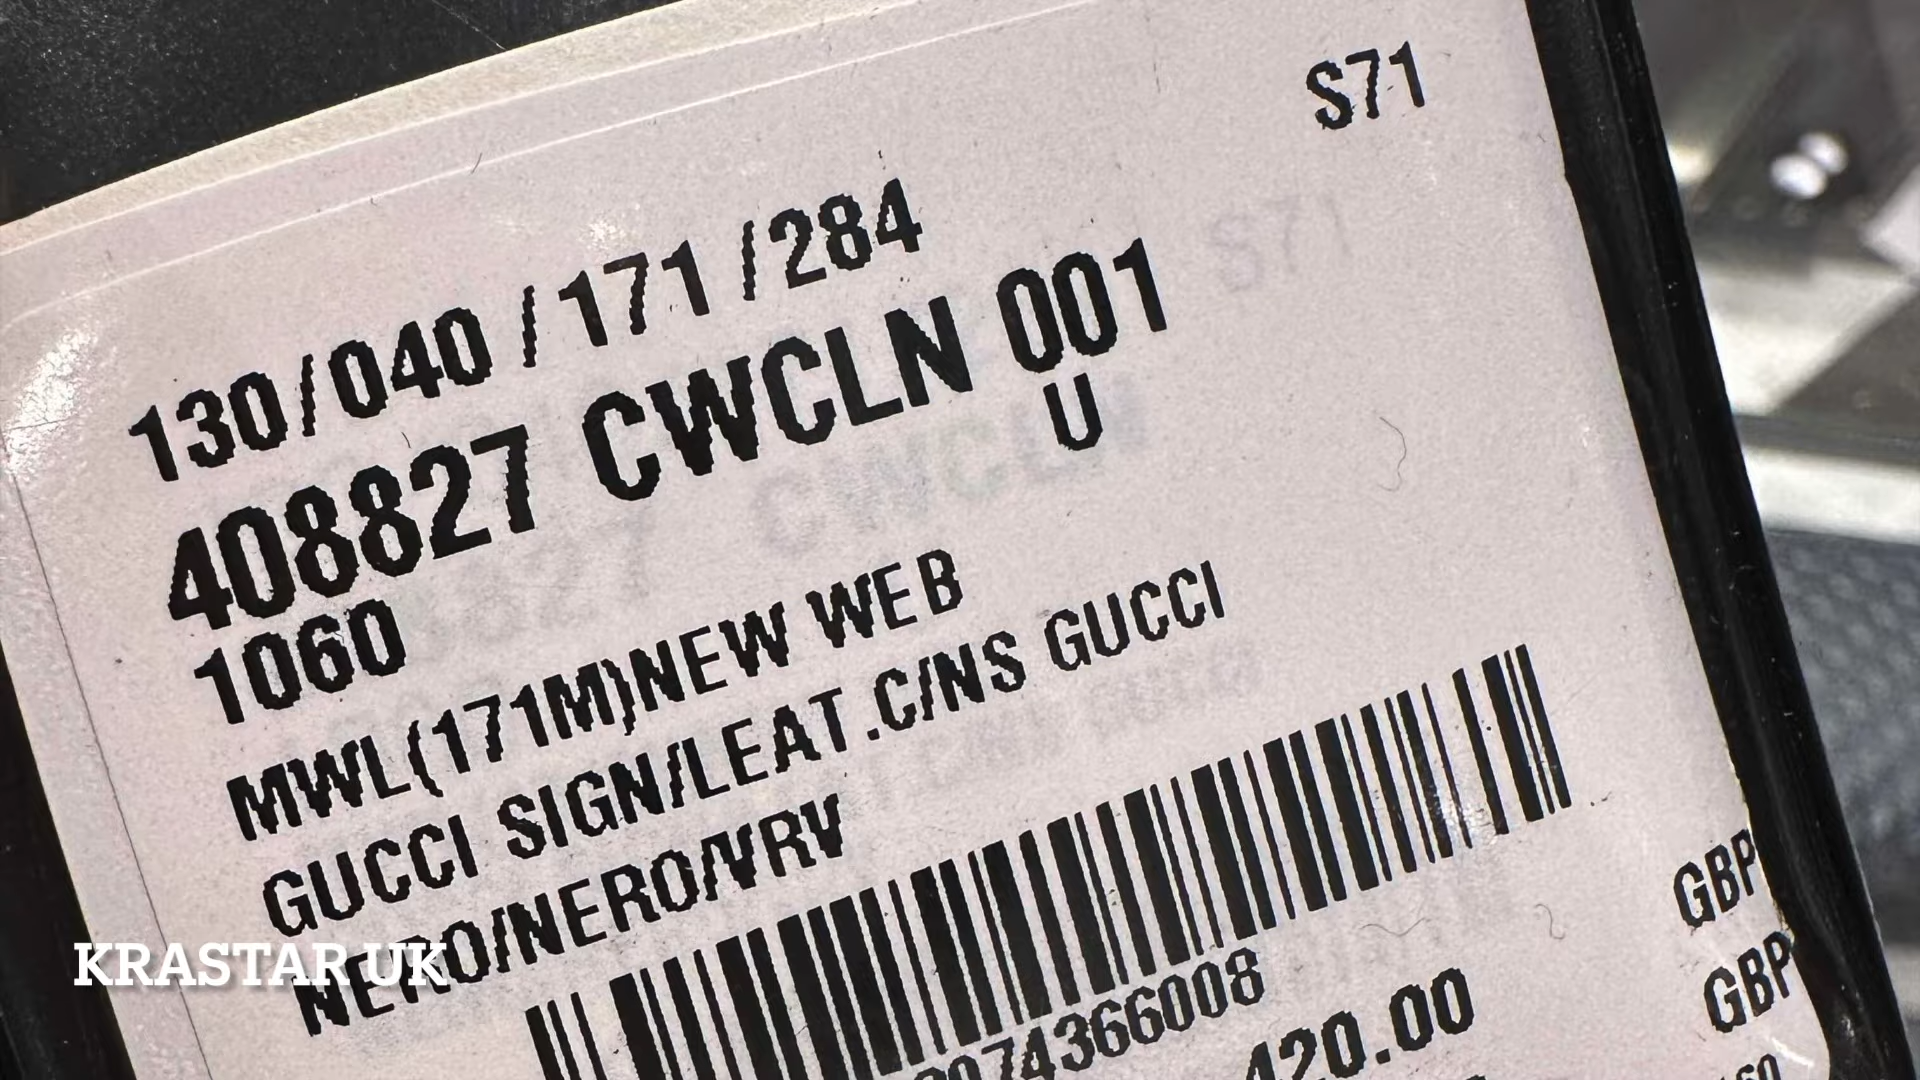 S71
130/040/171/284
408827 CWCLN 001
U
1060
MWL(171M)NEW WEB
GUCCI SIGN/LEAT.C/NS GUCCI
NERO/NERO/VRV
74366008
GBP
420.00
GBP
KRASTAR UK